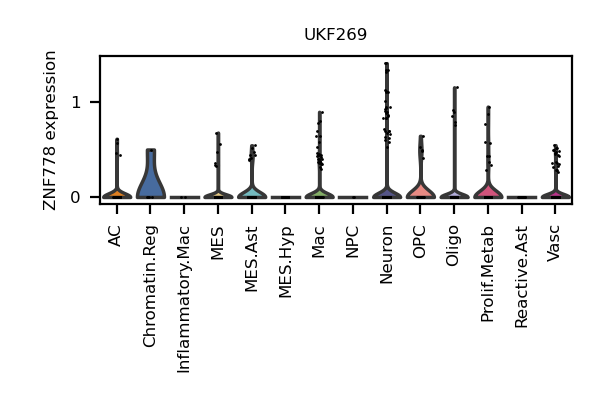 UKF269
ZNF778 expression
1
0
AC
Chromatin.Reg
Inflammatory.Mac
MES
MES.Ast
MES.Hyp
Mac
NPC
Neuron
OPC
Oligo
Prolif.Metab
Reactive.Ast
Vasc